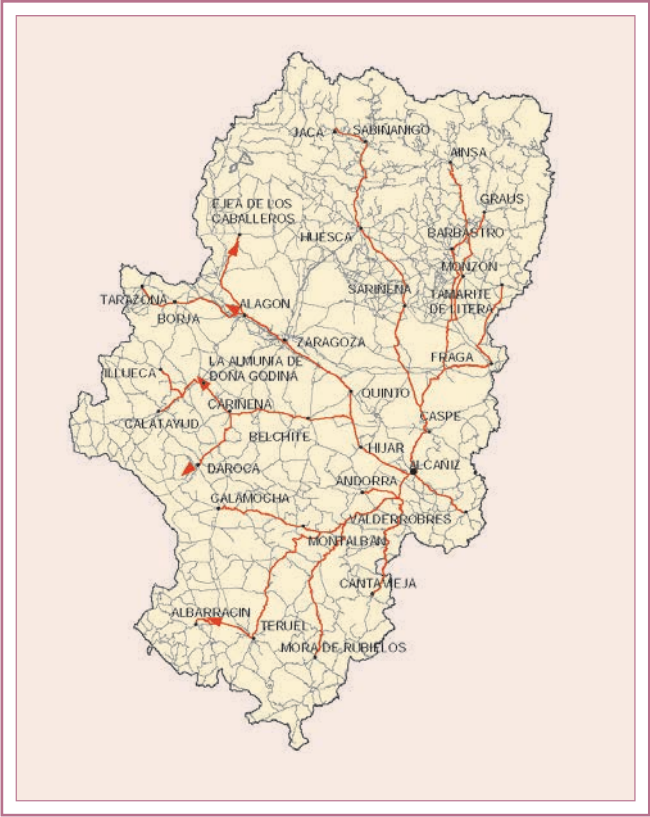 JACA
SABIÑANIGO
AINSA
GRAUS
EJEA DE LOS
CABALLEROS
HUESCA
BARBASTRO
MONZON
SARIÑENA
TAMARITE
DE LITERA
TARAZONA
BORJA
ALAGON
ZARAGOZA
FRAGA
ILLUECA
LA ALMUNIA DE
DOÑA GODINA
QUINTO
CARIÑENA
CALATAYUD
CASPE
BELCHITE
HIJAR
DAROCA
ALCAÑIZ
ANDORRA
CALAMOCHA
VALDERROBRES
MONTALBAN
CANTAVIEJA
ALBARRACIN
TERUEL
MORA DE RUBIELOS